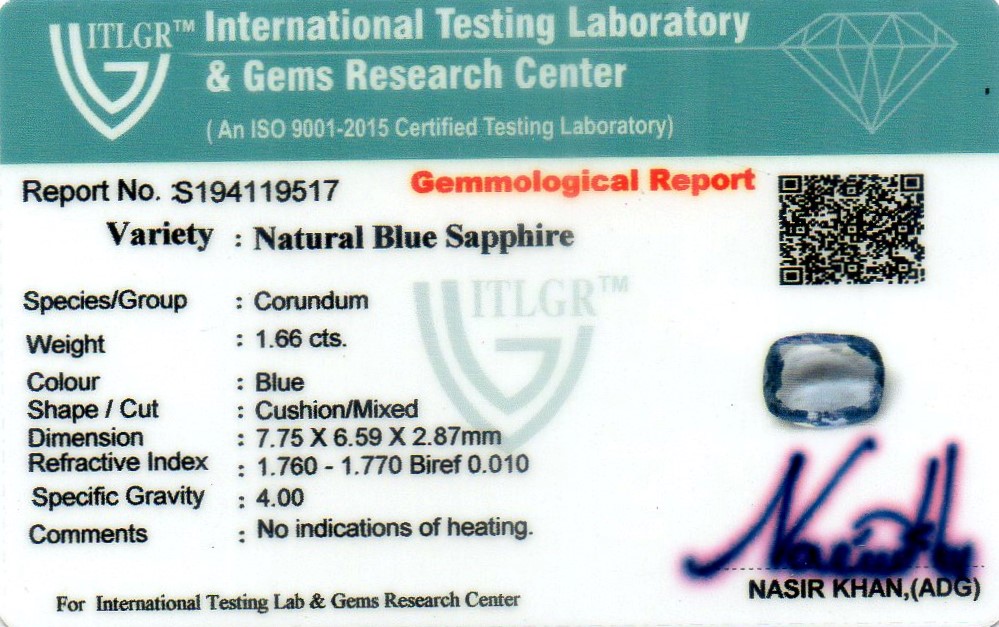 ITLGR™ International Testing Laboratory
& Gems Research Center
( An ISO 9001-2015 Certified Testing Laboratory)
Report No. :S194119517 Gemmological Report
Variety : Natural Blue Sapphire
ITLGR™
Species/Group : Corundum
Weight : 1.66 cts.
Colour : Blue
Shape / Cut : Cushion/Mixed
Dimension : 7.75 X 6.59 X 2.87mm
Refractive Index : 1.760 - 1.770 Biref 0.010
Specific Gravity : 4.00
Comments : No indications of heating.
NASIR KHAN,(ADG)
For International Testing Lab & Gems Research Center